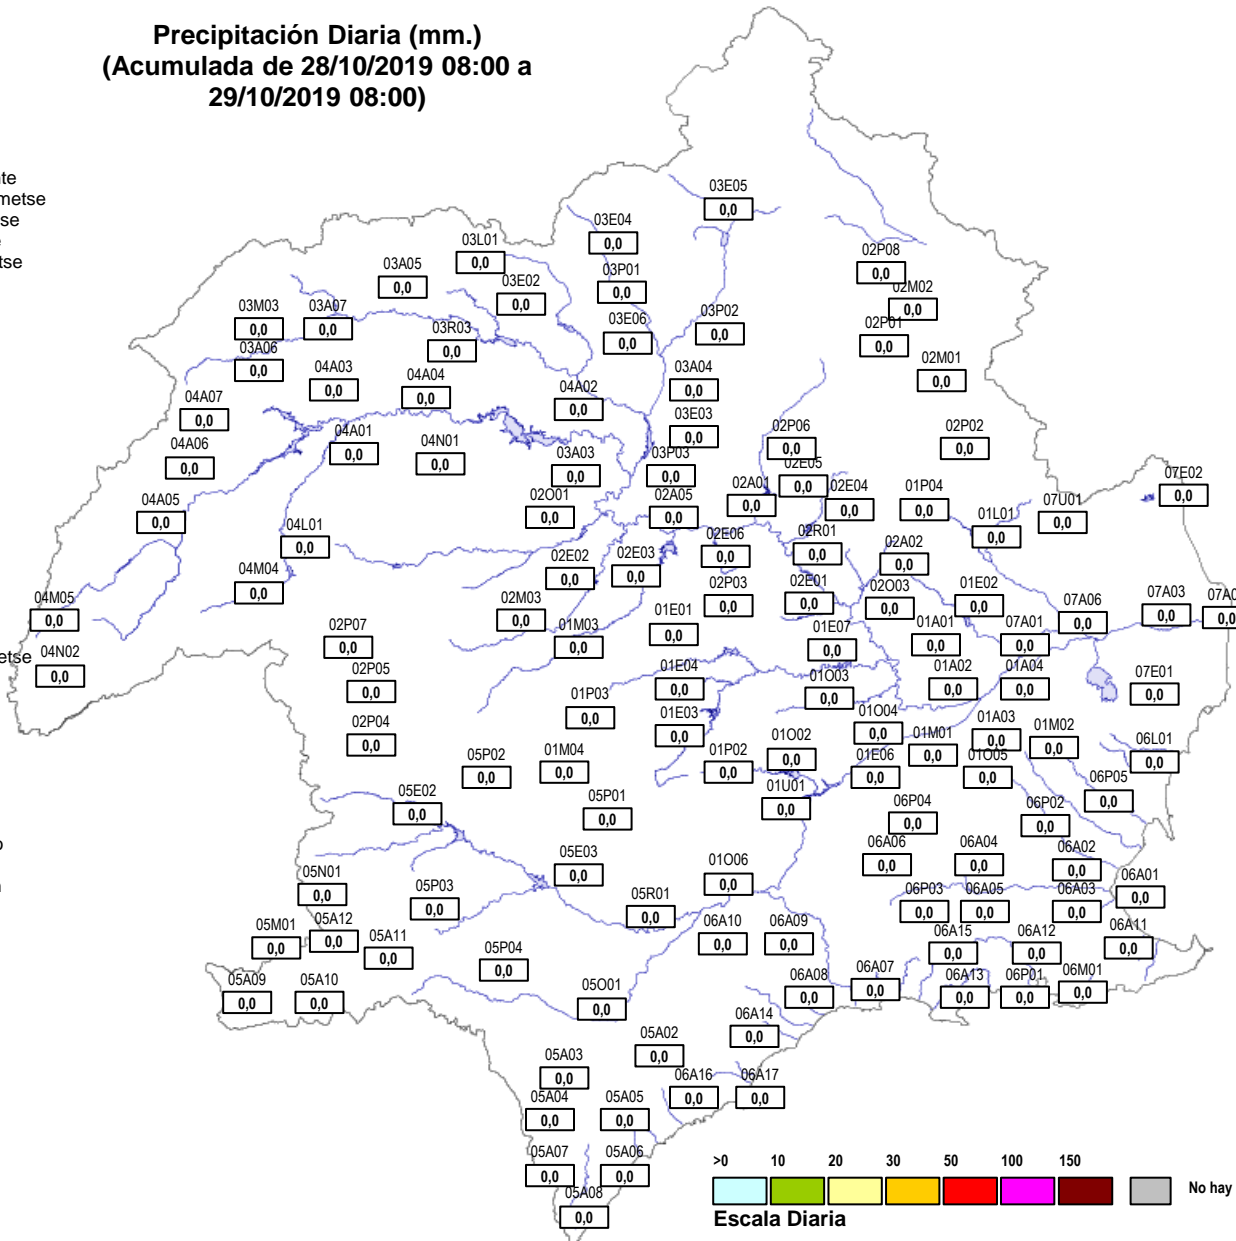 Precipitación Diaria (mm.)
(Acumulada de 28/10/2019 08:00 a
29/10/2019 08:00)
03E05
0,0
03E04
0,0
03L01
0,0
02P08
0,0
03A05
0,0
03P01
0,0
03E02
0,0
02M02
0,0
03M03
0,0
03A07
0,0
03E06
0,0
03P02
0,0
03R03
0,0
02P01
0,0
03A06
0,0
02M01
0,0
04A03
0,0
04A04
0,0
04A02
0,0
03A04
0,0
04A07
0,0
03E03
0,0
04A01
0,0
04N01
0,0
02P06
0,0
02P02
0,0
04A06
0,0
03A03
0,0
03P03
0,0
02E05
0,0
07E02
0,0
04A05
0,0
02O01
0,0
02A05
0,0
02A01
0,0
02E04
0,0
01P04
0,0
07U01
0,0
01L01
0,0
04L01
0,0
02E06
0,0
02R01
0,0
02A02
0,0
02E02
0,0
02E03
0,0
04M04
0,0
04M05
0,0
02M03
0,0
02P03
0,0
02E01
0,0
02O03
0,0
01E02
0,0
07A06
0,0
07A03
0,0
07A0
0,0
02P07
0,0
01M03
0,0
01E01
0,0
01E07
0,0
01A01
0,0
07A01
0,0
etse
04N02
0,0
02P05
0,0
01E04
0,0
01O03
0,0
01A02
0,0
01A04
0,0
07E01
0,0
01P03
0,0
02P04
0,0
01E03
0,0
01O04
0,0
01M01
0,0
01A03
0,0
01M02
0,0
06L01
0,0
05P02
0,0
01M04
0,0
01P02
0,0
01O02
0,0
01E06
0,0
01O05
0,0
05E02
0,0
05P01
0,0
01U01
0,0
06P04
0,0
06P02
0,0
06P05
0,0
05E03
0,0
01O06
0,0
06A06
0,0
06A04
0,0
06A02
0,0
06A01
0,0
05N01
0,0
05P03
0,0
05R01
0,0
06P03
0,0
06A05
0,0
06A03
0,0
05M01
0,0
05A12
0,0
05A11
0,0
05P04
0,0
06A10
0,0
06A09
0,0
06A15
0,0
06A12
0,0
06A11
0,0
05A09
0,0
05A10
0,0
05O01
0,0
06A08
0,0
06A07
0,0
06A13
0,0
06P01
0,0
06M01
0,0
05A02
0,0
06A14
0,0
05A03
0,0
06A16
0,0
06A17
0,0
05A04
0,0
05A05
0,0
05A07
0,0
05A06
0,0
05A08
0,0
>0 10 20 30 50 100 150
No hay
Escala Diaria